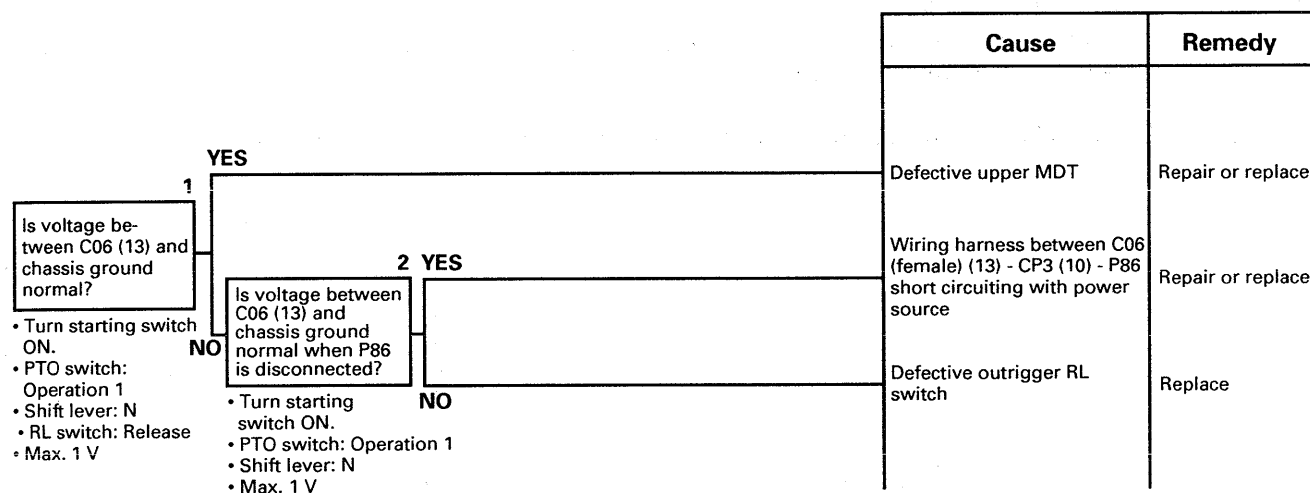 Cause
Remedy
YES
1
Is voltage be-
tween C06 (13) and
chassis ground
normal?
• Turn starting switch
ON.
• PTO switch:
Operation 1
• Shift lever: N
• RL switch: Release
• Max. 1 V
NO
2 YES
Is voltage between
C06 (13) and
chassis ground
normal when P86
is disconnected?
• Turn starting
switch ON.
• PTO switch: Operation 1
• Shift lever: N
• Max. 1 V
NO
Defective upper MDT
Repair or replace
Wiring harness between C06
(female) (13) - CP3 (10) - P86
short circuiting with power
source
Repair or replace
Defective outrigger RL
switch
Replace